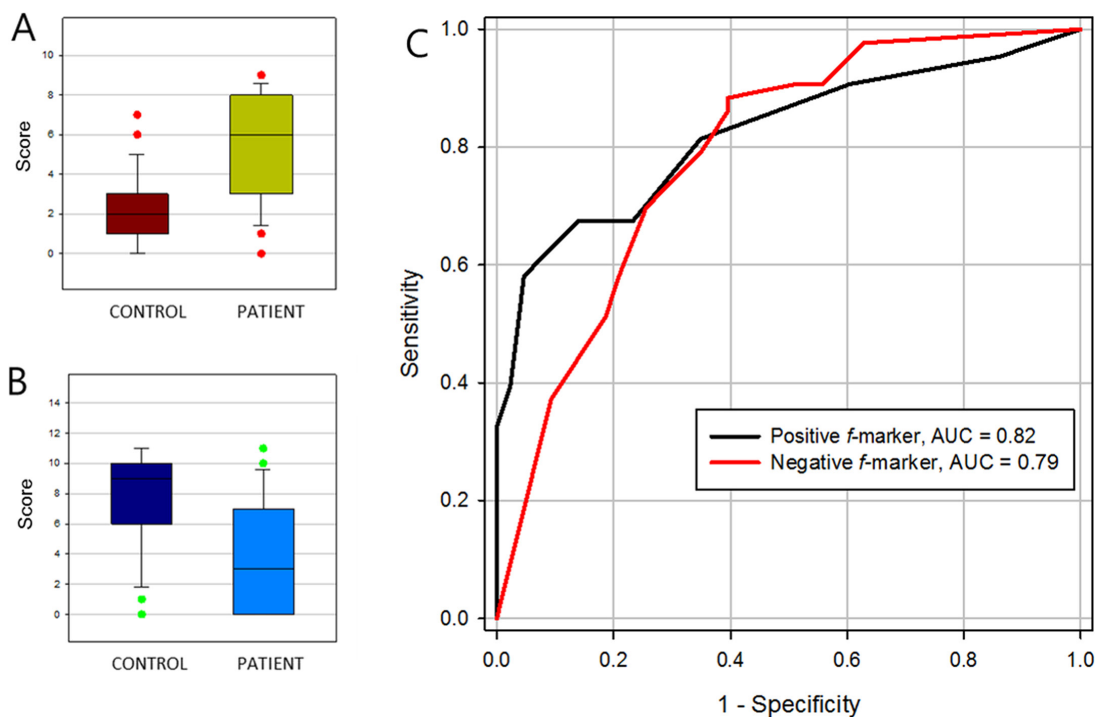 A
Score
10
8
6
4
2
0
CONTROL PATIENT
B
Score
14
12
10
8
6
4
2
0
CONTROL PATIENT
C
Sensitivity
1.0
0.8
0.6
0.4
0.2
0.0
Positive f-marker, AUC = 0.82
Negative f-marker, AUC = 0.79
0.0 0.2 0.4 0.6 0.8 1.0
1 - Specificity